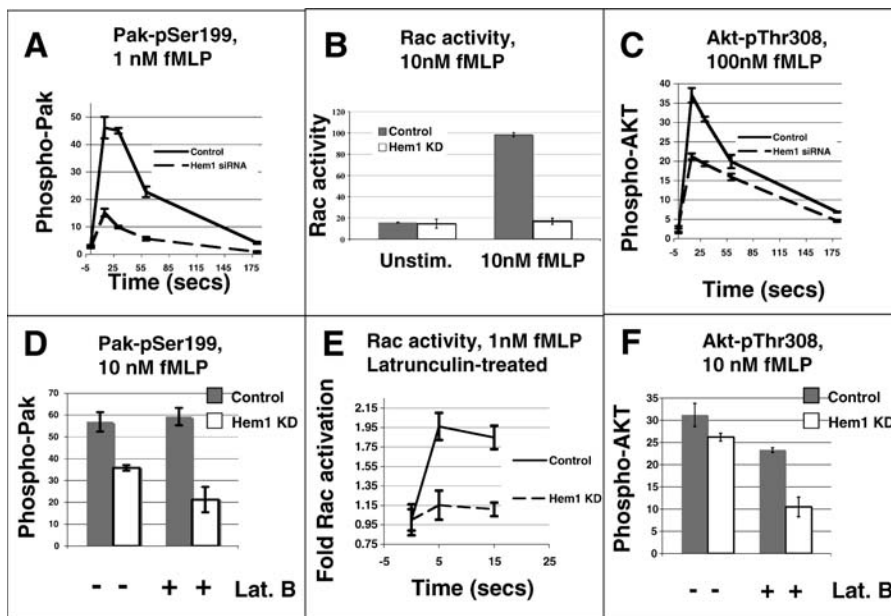 A
Pak-pSer199,
1 nM fMLP
Phospho-Pak
60
50
40
30
20
10
0
Control
Hem1 siRNA
-5 25 55 85 115 145 175
Time (secs)
B
Rac activity,
10nM fMLP
Rac activity
120
100
80
60
40
20
0
Control
Hem1 KD
Unstim. 10nM fMLP
C
Akt-pThr308,
100nM fMLP
Phospho-AKT
40
35
30
25
20
15
10
5
0
Control
Hem1 siRNA
-5 25 55 85 115 145 175
Time (secs)
D
Pak-pSer199,
10 nM fMLP
Phospho-Pak
70
60
50
40
30
20
10
0
Control
Hem1 KD
- - + + Lat. B
E
Rac activity, 1nM fMLP
Latrunculin-treated
Fold Rac activation
1.95
1.75
1.55
1.35
1.15
0.95
0.75
Control
Hem1 KD
-5 5 15 25
Time (secs)
F
Akt-pThr308,
10 nM fMLP
Phospho-AKT
35
30
25
20
15
10
5
0
Control
Hem1 KD
- - + + Lat. B